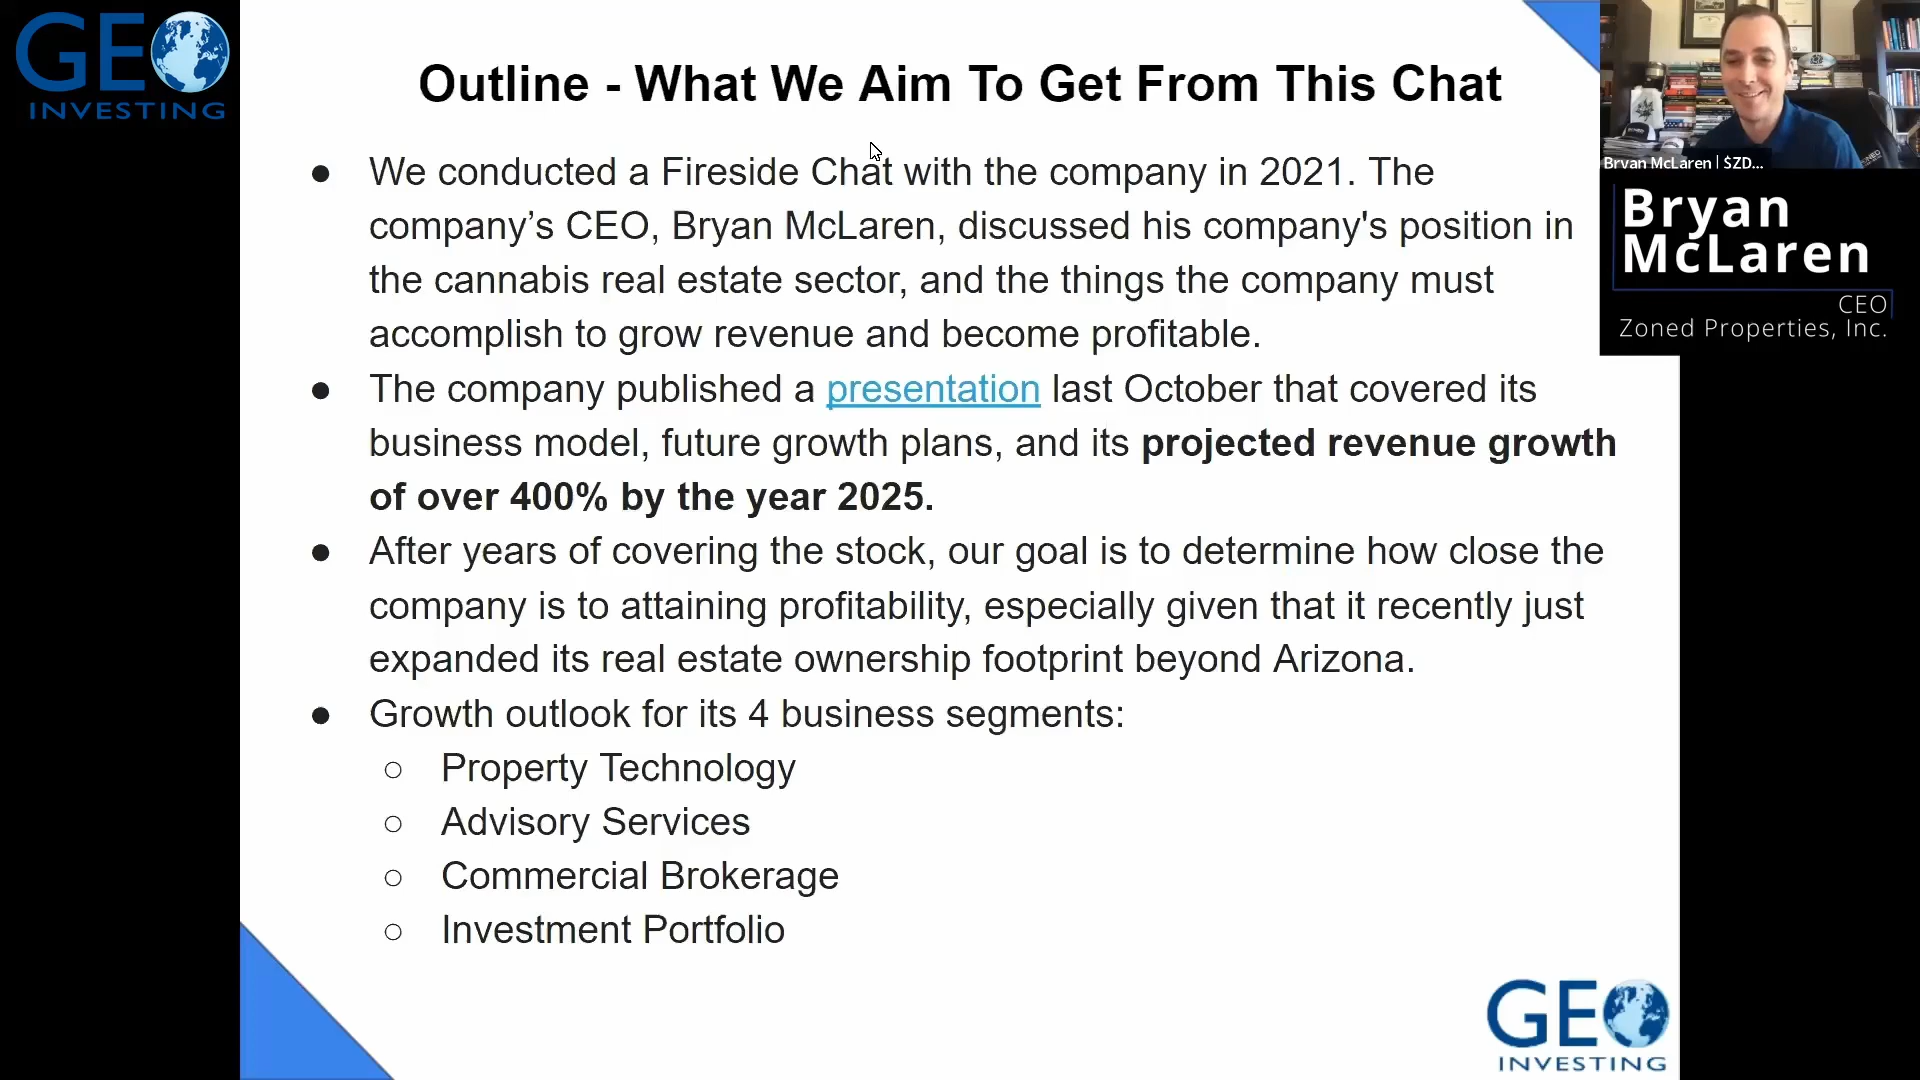 GEO
INVESTING
Outline - What We Aim To Get From This Chat
● We conducted a Fireside Chat with the company in 2021. The
company’s CEO, Bryan McLaren, discussed his company's position in
the cannabis real estate sector, and the things the company must
accomplish to grow revenue and become profitable.
● The company published a presentation last October that covered its
business model, future growth plans, and its projected revenue growth
of over 400% by the year 2025.
● After years of covering the stock, our goal is to determine how close the
company is to attaining profitability, especially given that it recently just
expanded its real estate ownership footprint beyond Arizona.
● Growth outlook for its 4 business segments:
○ Property Technology
○ Advisory Services
○ Commercial Brokerage
○ Investment Portfolio
Bryan McLaren | $ZD...
Bryan
McLaren
CEO
Zoned Properties, Inc.
GEO
INVESTING